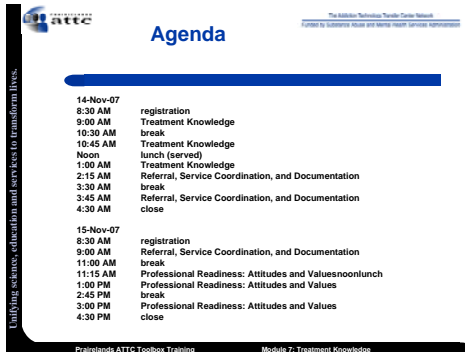 PRAIRIELANDS
attc
Agenda
The Addiction Technology Transfer Center Network
Funded by Substance Abuse and Mental Health Services Administration
Unifying science, education and services to transform lives.
14-Nov-07
8:30 AM registration
9:00 AM Treatment Knowledge
10:30 AM break
10:45 AM Treatment Knowledge
Noon lunch (served)
1:00 AM Treatment Knowledge
2:15 AM Referral, Service Coordination, and Documentation
3:30 AM break
3:45 AM Referral, Service Coordination, and Documentation
4:30 AM close
15-Nov-07
8:30 AM registration
9:00 AM Referral, Service Coordination, and Documentation
11:00 AM break
11:15 AM Professional Readiness: Attitudes and Valuesnoonlunch
1:00 PM Professional Readiness: Attitudes and Values
2:45 PM break
3:00 PM Professional Readiness: Attitudes and Values
4:30 PM close
Prairelands ATTC Toolbox Training Module 7: Treatment Knowledge